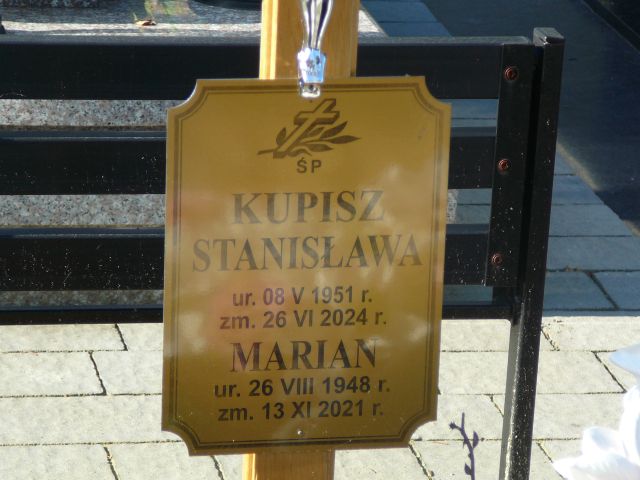 ŚP
KUPISZ
STANISŁAWA
ur. 08 V 1951 r.
zm. 26 VI 2024 r.
MARIAN
ur. 26 VIII 1948 r.
zm. 13 XI 2021 r.